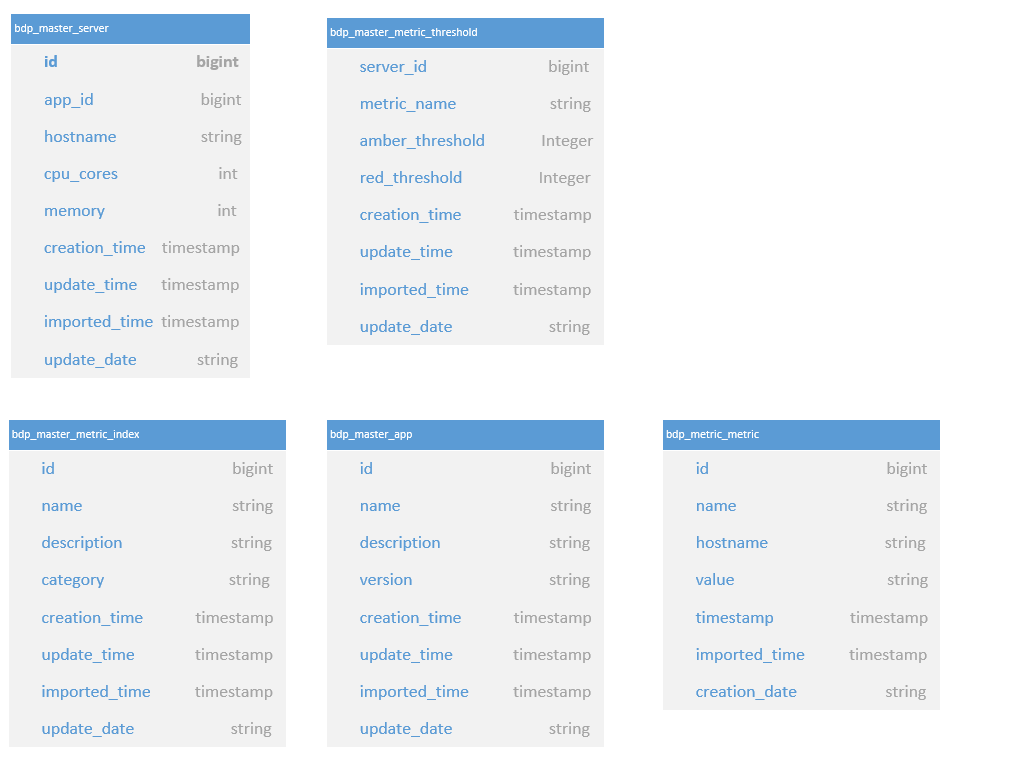 bdp_master_server
id bigint
app_id bigint
hostname string
cpu_cores int
memory int
creation_time timestamp
update_time timestamp
imported_time timestamp
update_date string
bdp_master_metric_threshold
server_id bigint
metric_name string
amber_threshold Integer
red_threshold Integer
creation_time timestamp
update_time timestamp
imported_time timestamp
update_date string
bdp_master_metric_index
id bigint
name string
description string
category string
creation_time timestamp
update_time timestamp
imported_time timestamp
update_date string
bdp_master_app
id bigint
name string
description string
version string
creation_time timestamp
update_time timestamp
imported_time timestamp
update_date string
bdp_metric_metric
id bigint
name string
hostname string
value string
timestamp timestamp
imported_time timestamp
creation_date string